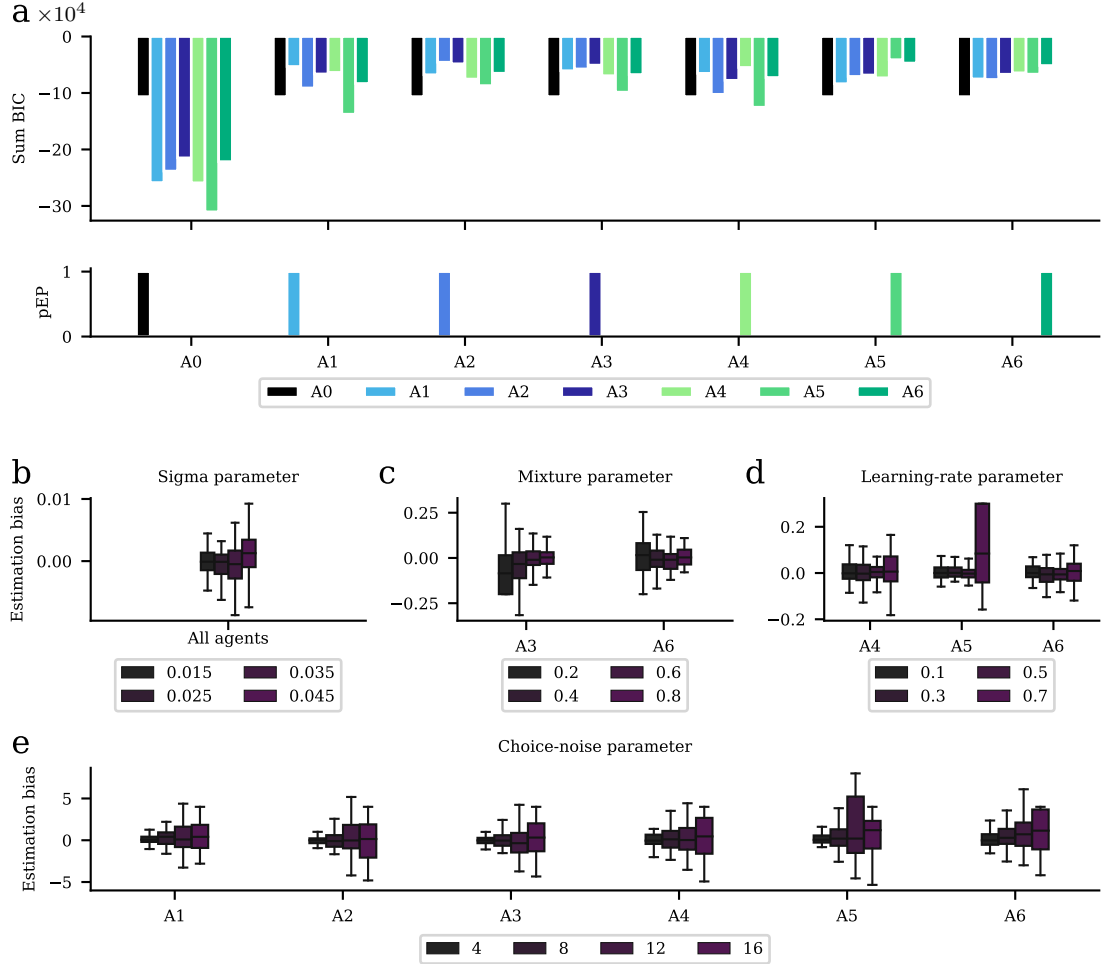 a ×10⁴
0
−10
−20
−30
Sum BIC
1
0
pEP
A0 A1 A2 A3 A4 A5 A6
A0 A1 A2 A3 A4 A5 A6
b Sigma parameter
0.01
0.00
Estimation bias
All agents
0.015 0.035
0.025 0.045
c Mixture parameter
0.25
0.00
−0.25
A3 A6
0.2 0.6
0.4 0.8
d Learning-rate parameter
0.2
0.0
−0.2
A4 A5 A6
0.1 0.5
0.3 0.7
e Choice-noise parameter
5
0
−5
Estimation bias
A1 A2 A3 A4 A5 A6
4 8 12 16